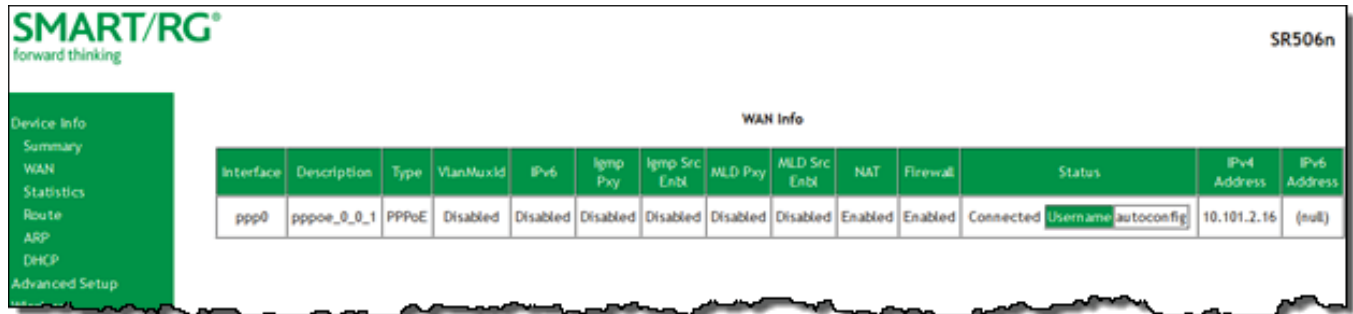 SMART/RG®
forward thinking
SR506n
Device Info
Summary
WAN
Statistics
Route
ARP
DHCP
Advanced Setup
WAN Info
Interface Description Type VlanMuxId IPv6 Igmp Pxy Igmp Src Enbl MLD Pxy MLD Src Enbl NAT Firewall Status IPv4 Address IPv6 Address
ppp0 pppoe_0_0_1 PPPoE Disabled Disabled Disabled Disabled Disabled Disabled Enabled Enabled Connected Username autoconfig 10.101.2.16 (null)